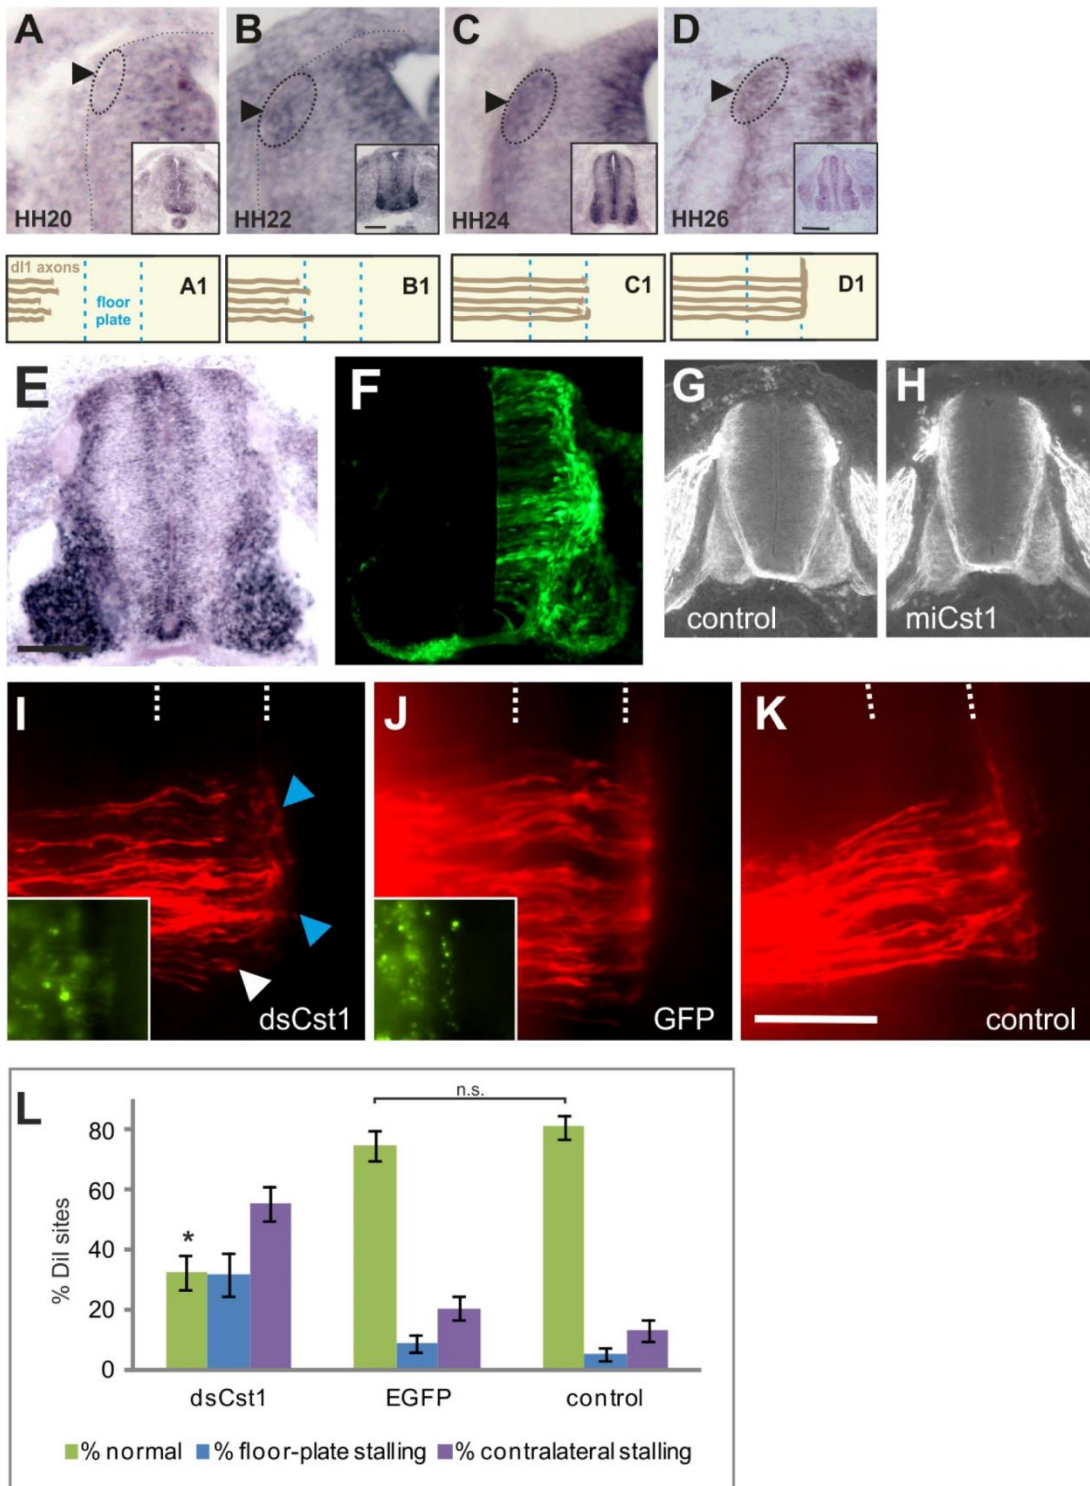 A
B
C
D
HH20
HH22
HH24
HH26
dl1 axons
floor
plate
A1
B1
C1
D1
E
F
G
H
control
miCst1
I
J
K
dsCst1
GFP
control
L
n.s.
80
60
40
20
0
% DiI sites
*
dsCst1
EGFP
control
% normal % floor-plate stalling % contralateral stalling